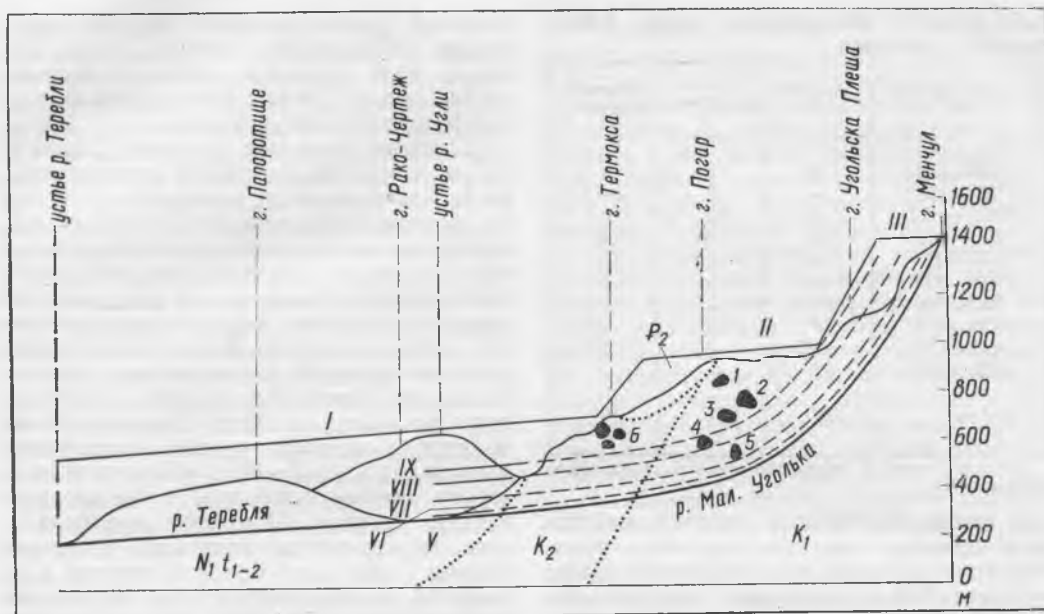 устье р. Теребли
г. Папоротище
г. Рако-Чертеж
устье р. Угли
г. Термокса
г. Погар
г. Угольска Плеша
г. Менчул
1600
III
1400
1200
P₂
II
1000
1
2
800
3
I
6
4
600
5
IX
VIII
400
VII
р. Теребля
р. Мал. Уголька
VI
V
K₂
K₁
200
N₁ t₁₋₂
0
м